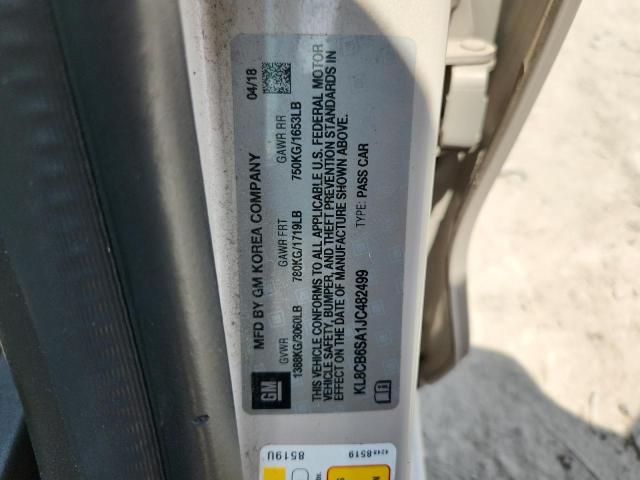 MFD BY GM KOREA COMPANY
04/18
GVWR GAWR FRT GAWR RR
1388KG/3060LB 780KG/1719LB 750KG/1653LB
THIS VEHICLE CONFORMS TO ALL APPLICABLE U.S. FEDERAL MOTOR
VEHICLE SAFETY, BUMPER, AND THEFT PREVENTION STANDARDS IN
EFFECT ON THE DATE OF MANUFACTURE SHOWN ABOVE.
KL8CB6SA1JC482499 TYPE: PASS CAR
GM
85190
4248519